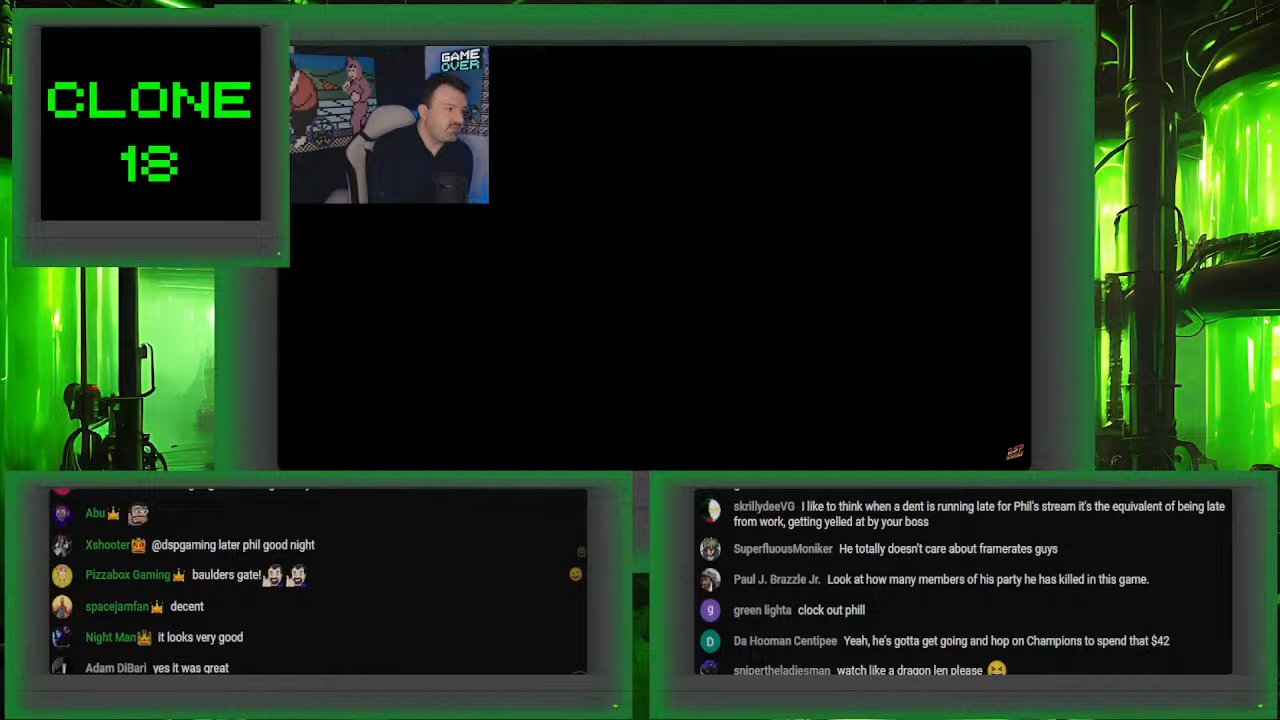 CLONE
18
GAME
OVER
Abu
Xshooter @dspgaming later phil good night
Pizzabox Gaming baulders gate!
spacejamfan decent
Night Man it looks very good
Adam DiBari yes it was great
skrillydeeVG I like to think when a dent is running late for Phil's stream it's the equivalent of being late
from work, getting yelled at by your boss
SuperfluousMoniker He totally doesn't care about framerates guys
Paul J. Brazzle Jr. Look at how many members of his party he has killed in this game.
g green lighta clock out phill
D Da Hooman Centipee Yeah, he's gotta get going and hop on Champions to spend that $42
snipertheladiesman watch like a dragon len please